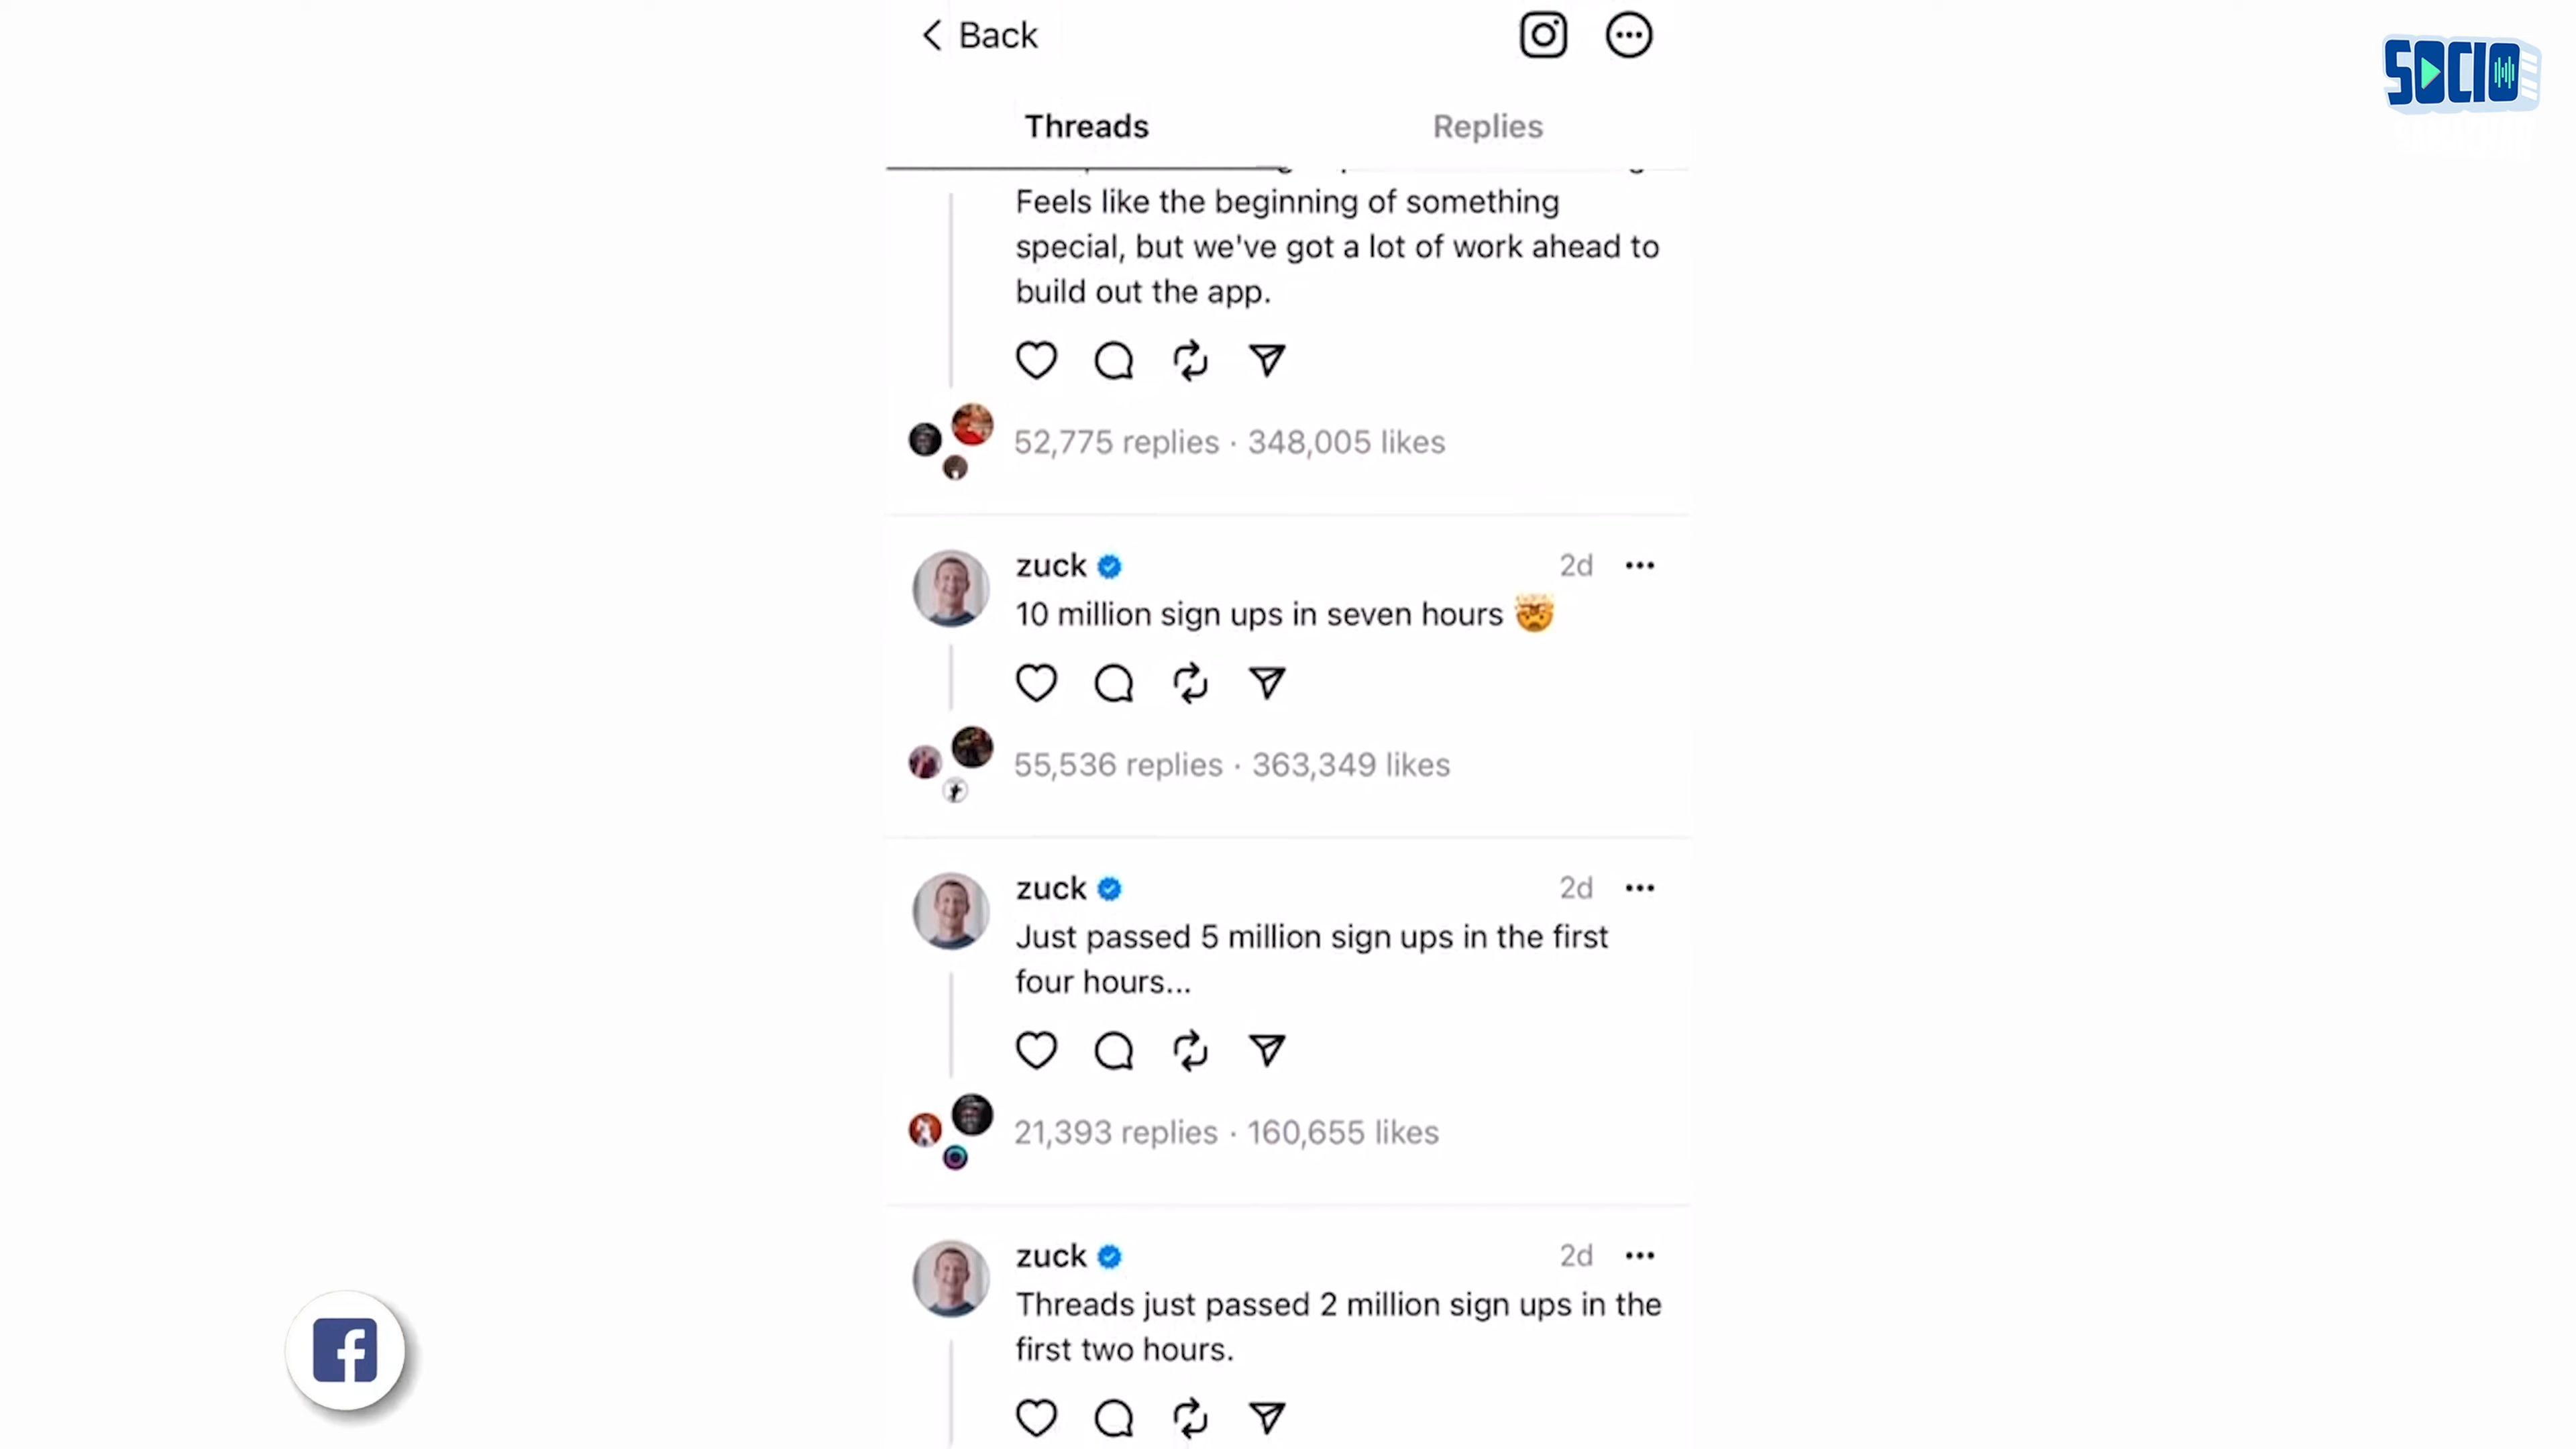 Back
SOCIO
Threads
Replies
Feels like the beginning of something
special, but we've got a lot of work ahead to
build out the app.
52,775 replies · 348,005 likes
zuck
2d
10 million sign ups in seven hours 🤯
55,536 replies · 363,349 likes
zuck
2d
Just passed 5 million sign ups in the first
four hours...
21,393 replies · 160,655 likes
zuck
2d
Threads just passed 2 million sign ups in the
first two hours.